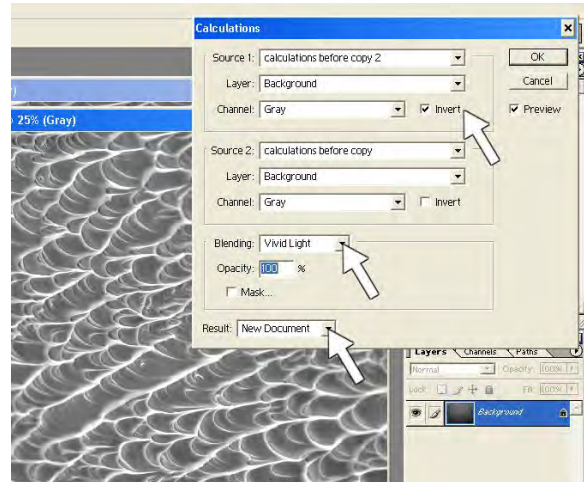 Calculations
Source 1: calculations before copy 2
OK
Layer: Background
Cancel
Channel: Gray
Invert
Preview
25% (Gray)
Source 2: calculations before copy
Layer: Background
Channel: Gray
Invert
Blending: Vivid Light
Opacity: 100 %
Mask...
Result: New Document
Layers Channels Paths
Normal Opacity: 100%
Lock: Fill: 100%
Background